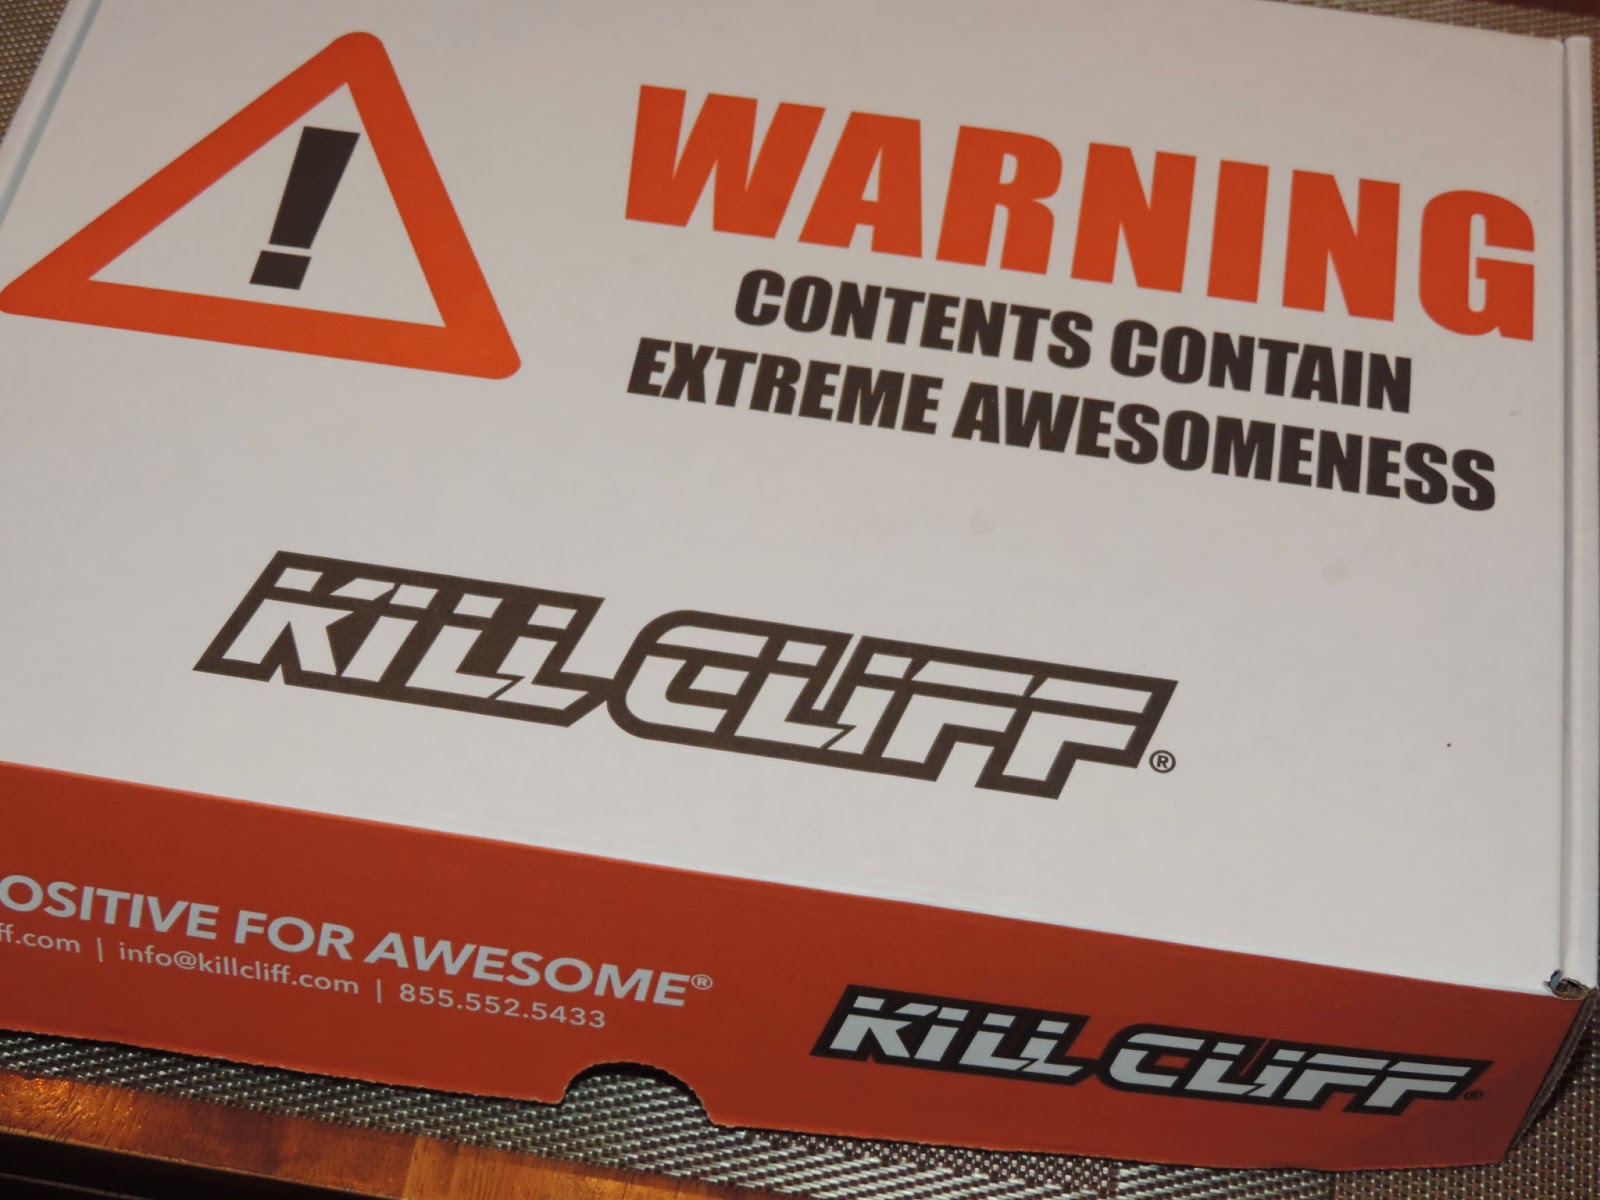 !
WARNING
CONTENTS CONTAIN
EXTREME AWESOMENESS
KILL CLIFF®
OSITIVE FOR AWESOME®
ff.com | info@killcliff.com | 855.552.5433
KILL CLIFF®